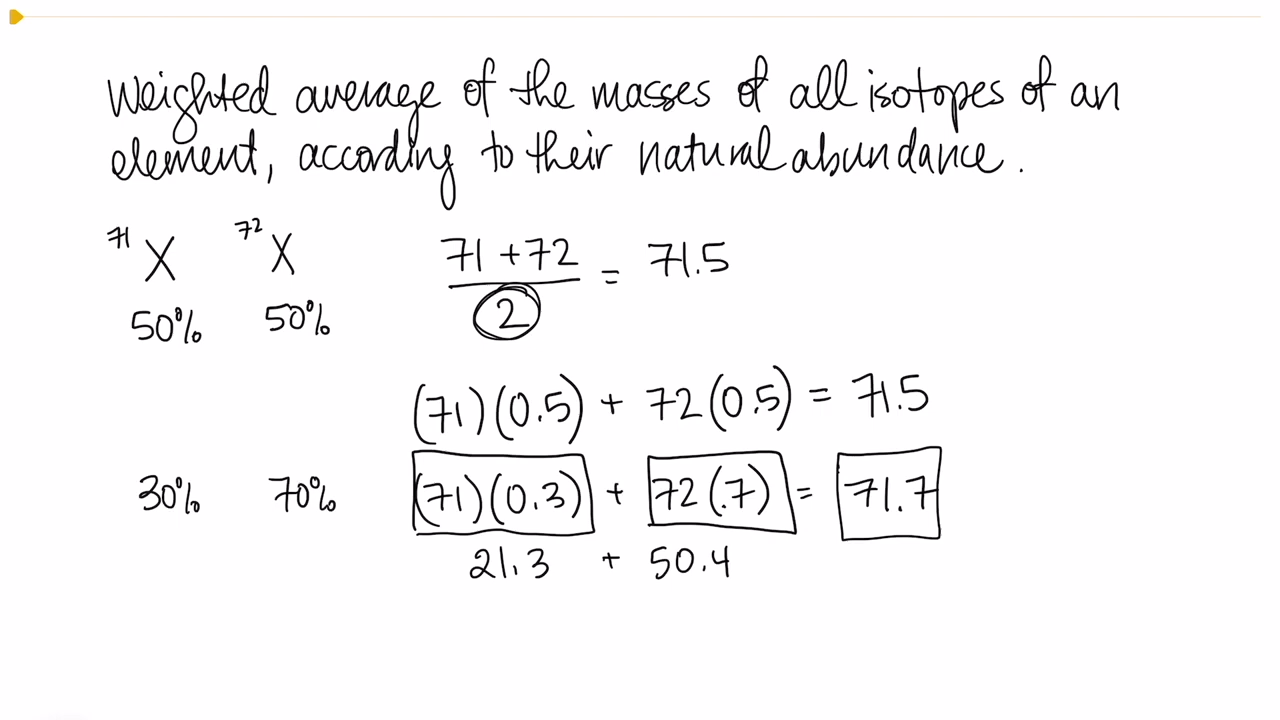 Weighted average of the masses of all isotopes of an
element, according to their natural abundance.
71X 72X 71 + 72 / 2 = 71.5
50% 50%
(71)(0.5) + 72(0.5) = 71.5
30% 70% (71)(0.3) + 72(.7) = 71.7
21.3 + 50.4